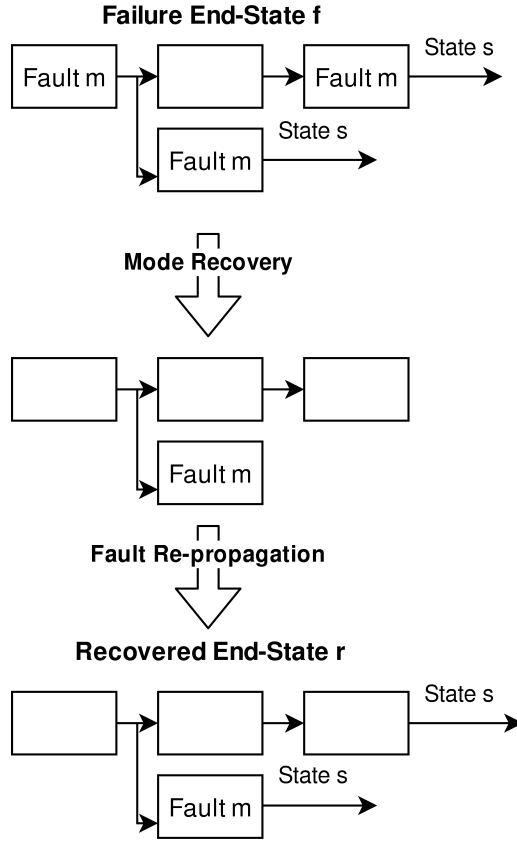 Failure End-State f
State s
Fault m
Fault m
State s
Fault m
Mode Recovery
Fault m
Fault Re-propagation
Recovered End-State r
State s
State s
Fault m